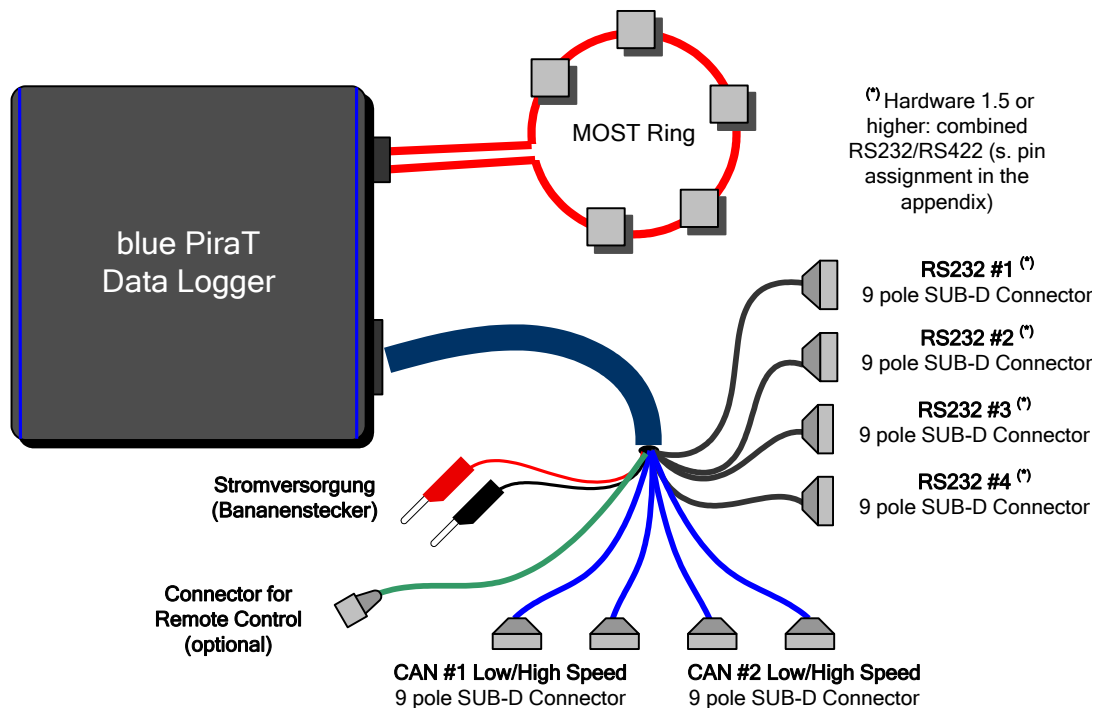 MOST Ring
(*) Hardware 1.5 or
higher: combined
RS232/RS422 (s. pin
assignment in the
appendix)
blue PiraT
Data Logger
RS232 #1 (*)
9 pole SUB-D Connector
RS232 #2 (*)
9 pole SUB-D Connector
RS232 #3 (*)
9 pole SUB-D Connector
RS232 #4 (*)
9 pole SUB-D Connector
Stromversorgung
(Bananenstecker)
Connector for
Remote Control
(optional)
CAN #1 Low/High Speed
9 pole SUB-D Connector
CAN #2 Low/High Speed
9 pole SUB-D Connector